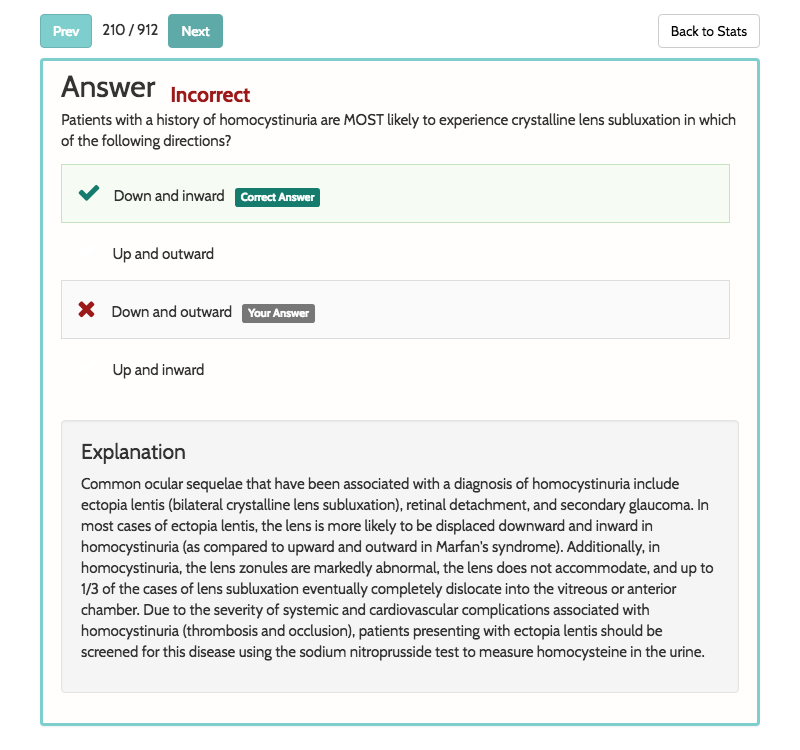 Prev 210 / 912 Next Back to Stats
Answer Incorrect
Patients with a history of homocystinuria are MOST likely to experience crystalline lens subluxation in which
of the following directions?
Down and inward Correct Answer
Up and outward
Down and outward Your Answer
Up and inward
Explanation
Common ocular sequelae that have been associated with a diagnosis of homocystinuria include
ectopia lentis (bilateral crystalline lens subluxation), retinal detachment, and secondary glaucoma. In
most cases of ectopia lentis, the lens is more likely to be displaced downward and inward in
homocystinuria (as compared to upward and outward in Marfan's syndrome). Additionally, in
homocystinuria, the lens zonules are markedly abnormal, the lens does not accommodate, and up to
1/3 of the cases of lens subluxation eventually completely dislocate into the vitreous or anterior
chamber. Due to the severity of systemic and cardiovascular complications associated with
homocystinuria (thrombosis and occlusion), patients presenting with ectopia lentis should be
screened for this disease using the sodium nitroprusside test to measure homocysteine in the urine.